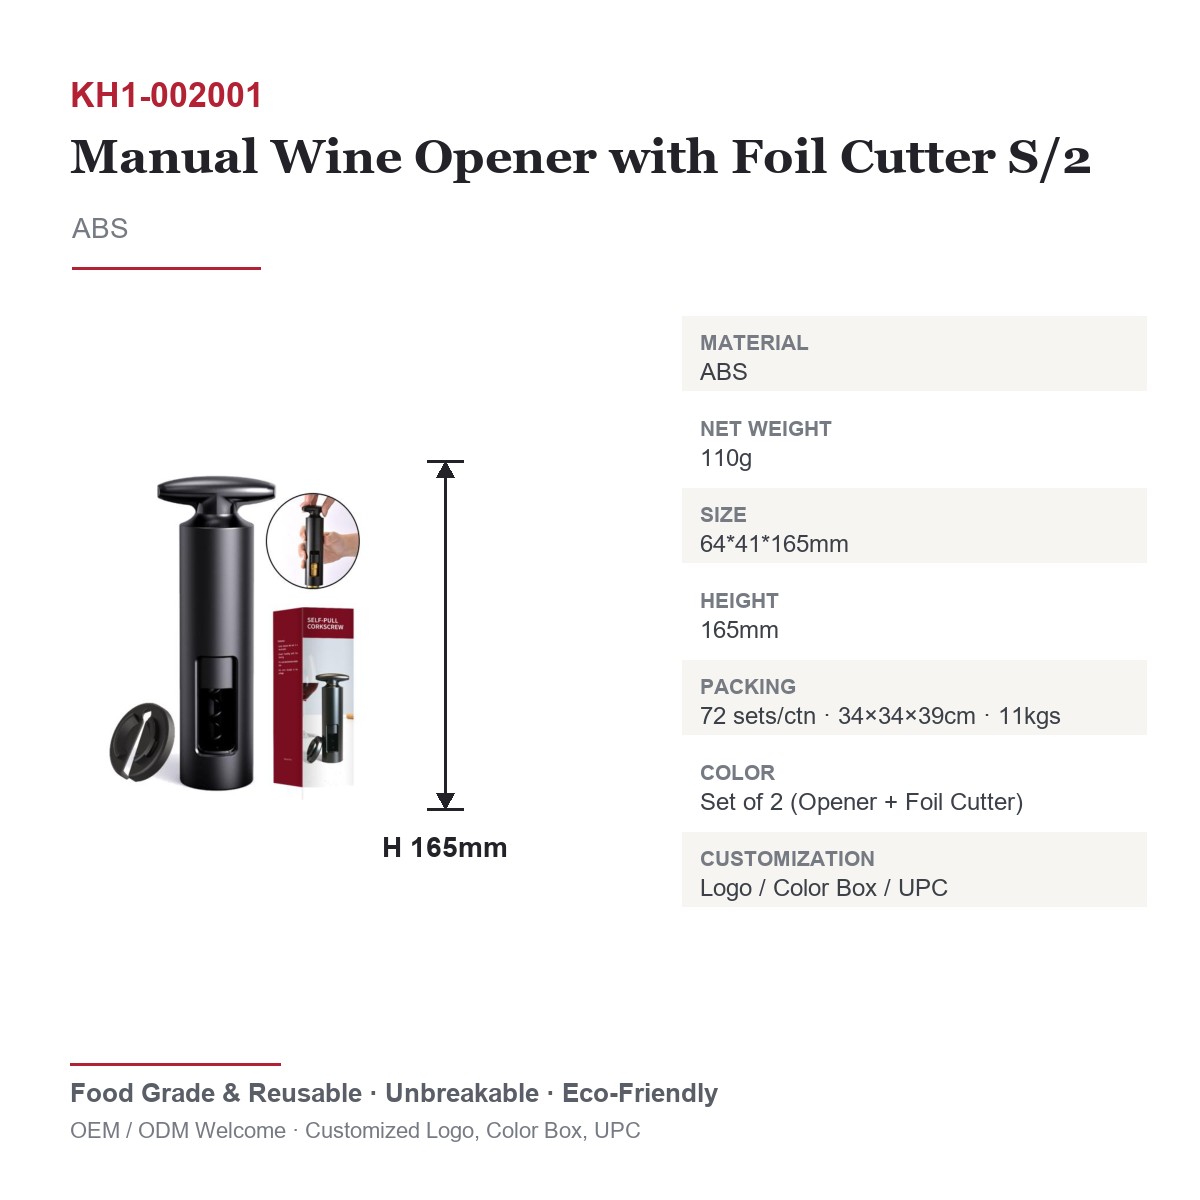 KH1-002001
Manual Wine Opener with Foil Cutter S/2
ABS
MATERIAL
ABS
NET WEIGHT
110g
SIZE
64*41*165mm
HEIGHT
165mm
PACKING
72 sets/ctn · 34×34×39cm · 11kgs
COLOR
Set of 2 (Opener + Foil Cutter)
CUSTOMIZATION
Logo / Color Box / UPC
SELF-PULL
CORKSCREW
H 165mm
Food Grade & Reusable · Unbreakable · Eco-Friendly
OEM / ODM Welcome · Customized Logo, Color Box, UPC